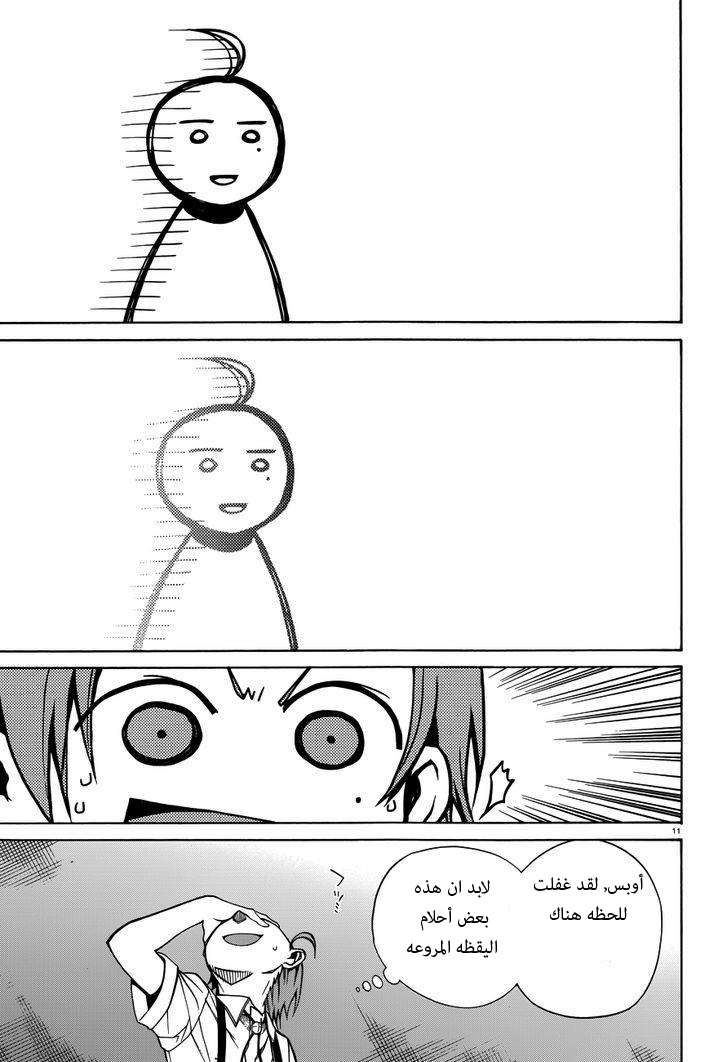 11
أوبس, لقد غفلت
للحظه هناك
لابد ان هذه
بعض أحلام
اليقظه المروعه